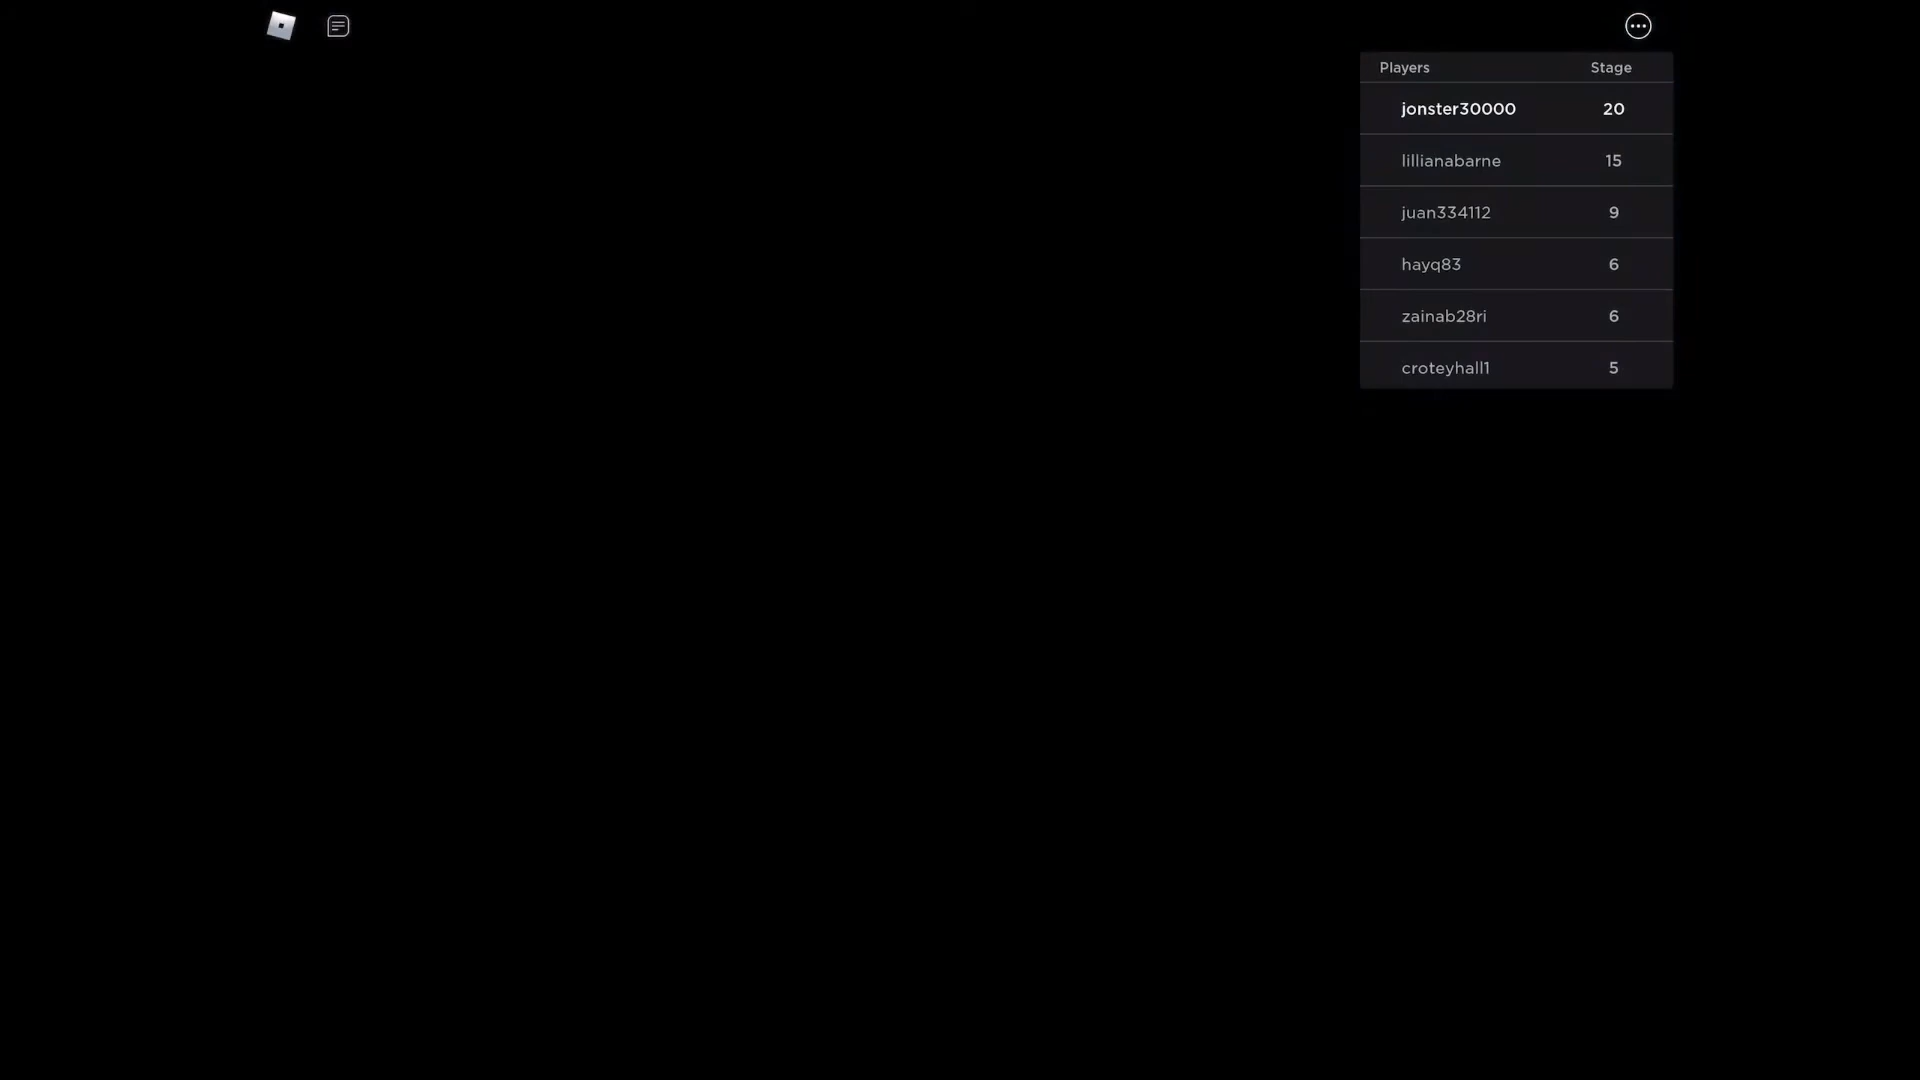 Players Stage
jonster30000 20
lillianabarne 15
juan334112 9
hayq83 6
zainab28ri 6
croteyhall1 5